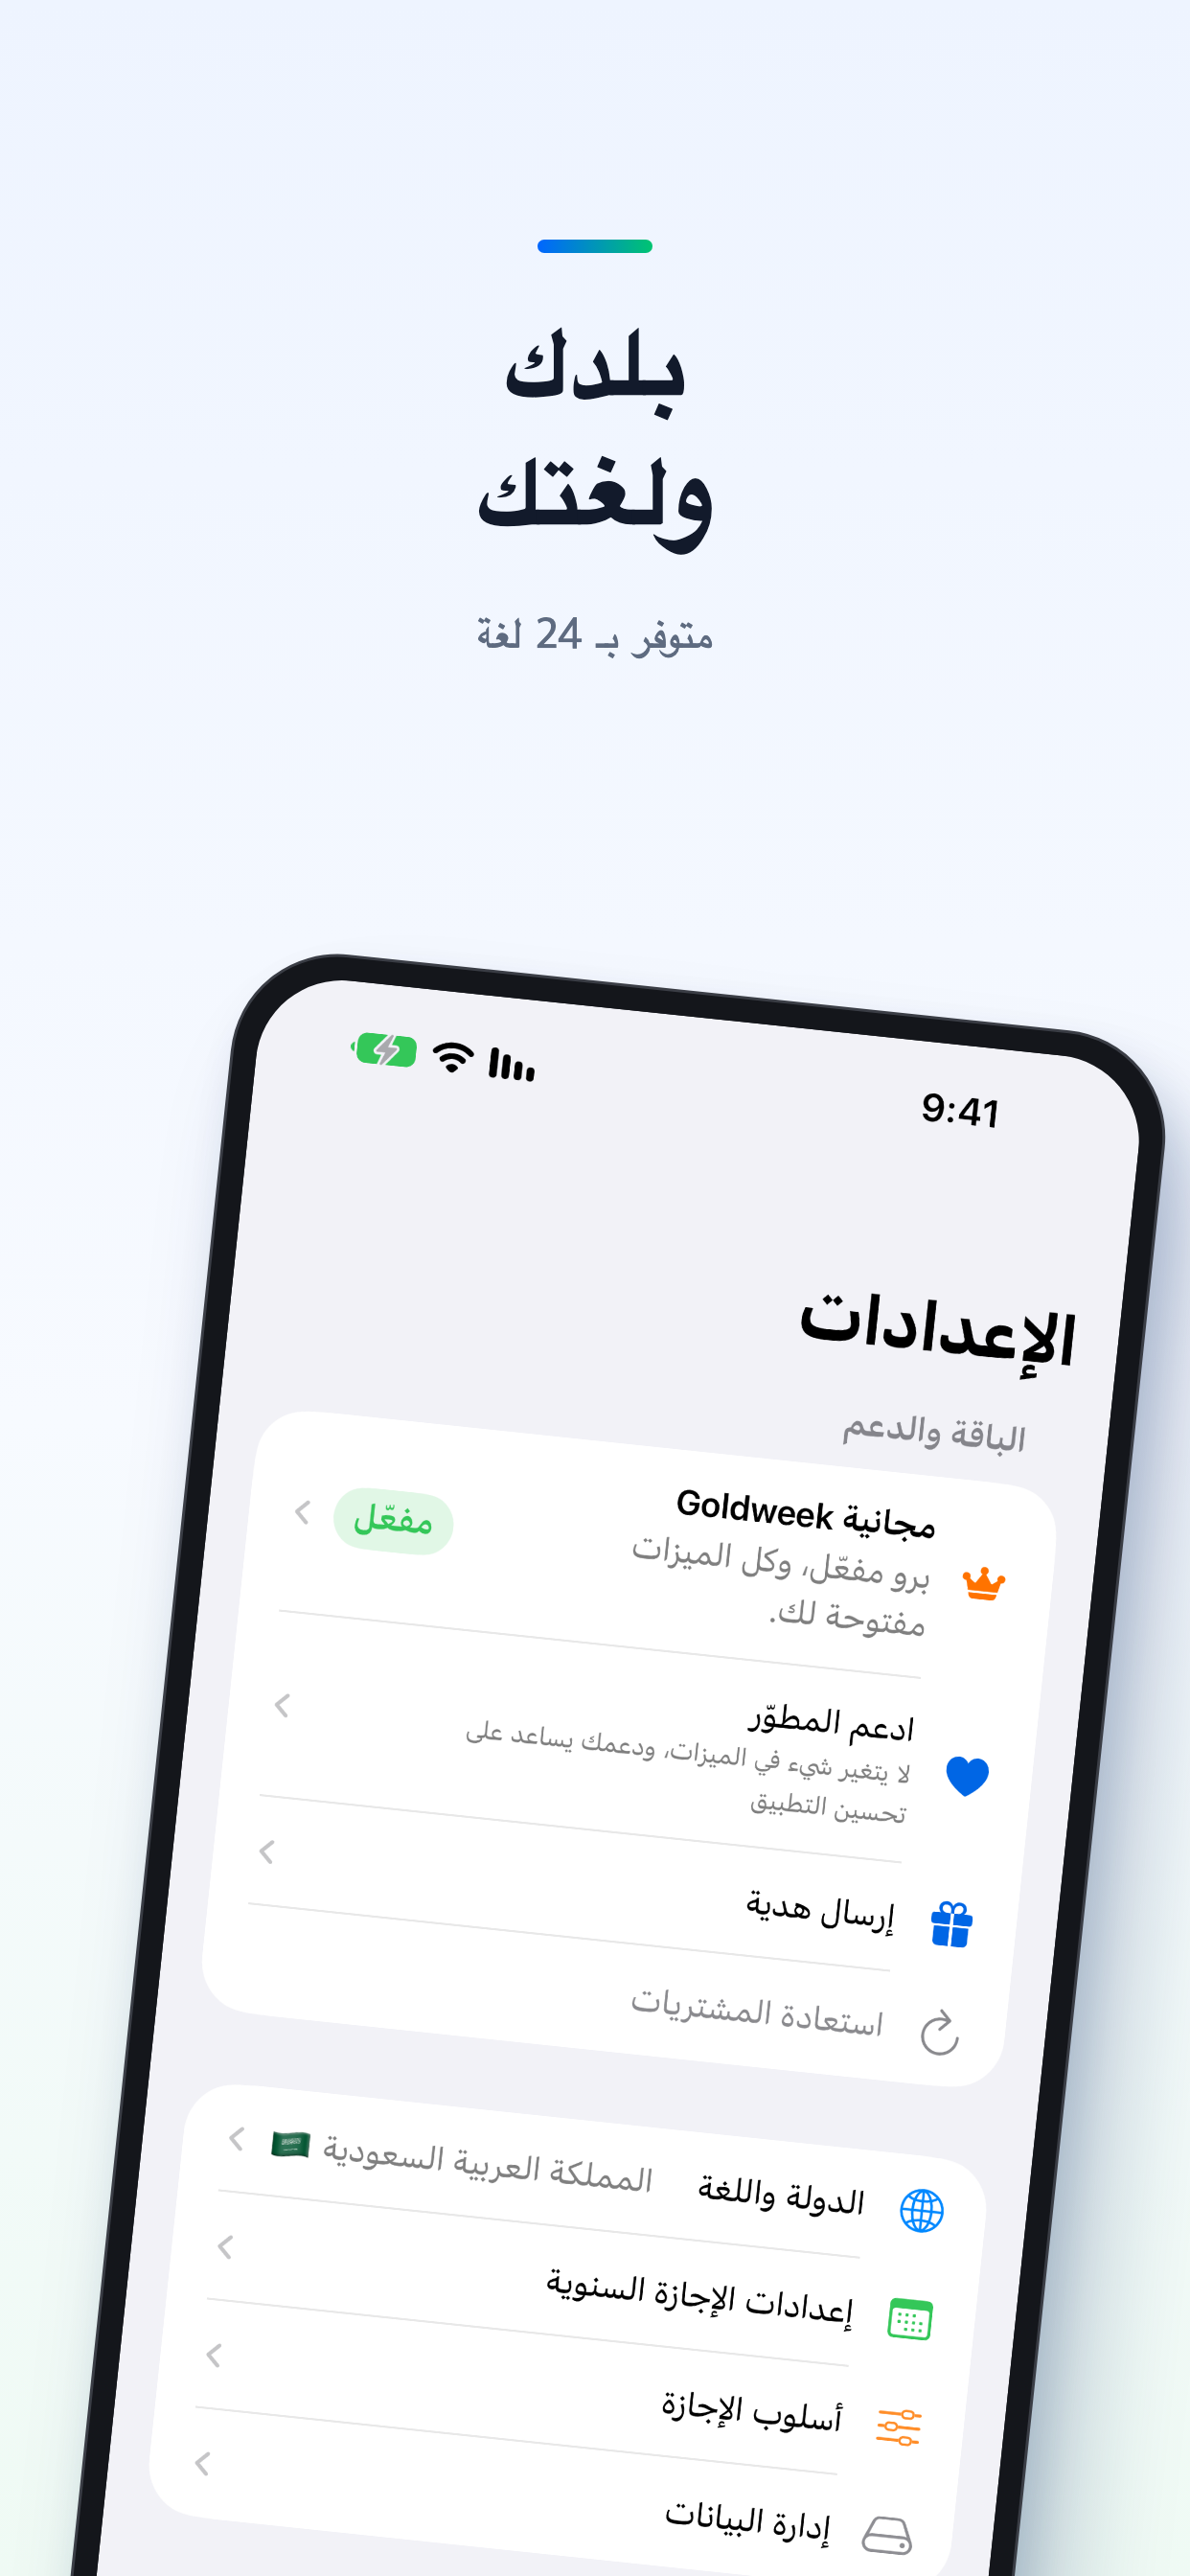 بلدك
ولغتك
متوفر بـ 24 لغة
9:41
الإعدادات
الباقة والدعم
مجانية Goldweek
برو مفعّل، وكل الميزات
مفتوحة لك.
مفعّل
ادعم المطوّر
لا يتغير شيء في الميزات، ودعمك يساعد على
تحسين التطبيق
إرسال هدية
استعادة المشتريات
الدولة واللغة
المملكة العربية السعودية
إعدادات الإجازة السنوية
أسلوب الإجازة
إدارة البيانات